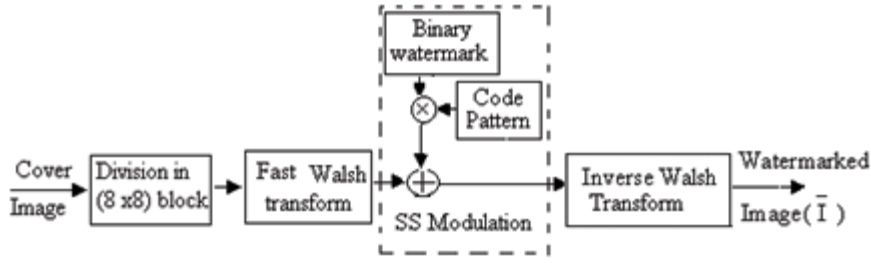 Binary
watermark
×
Code
Pattern
Cover
Image
Division in
(8 x8) block
Fast Walsh
transform
+
SS Modulation
Inverse Walsh
Transform
Watermarked
Image( Ī )